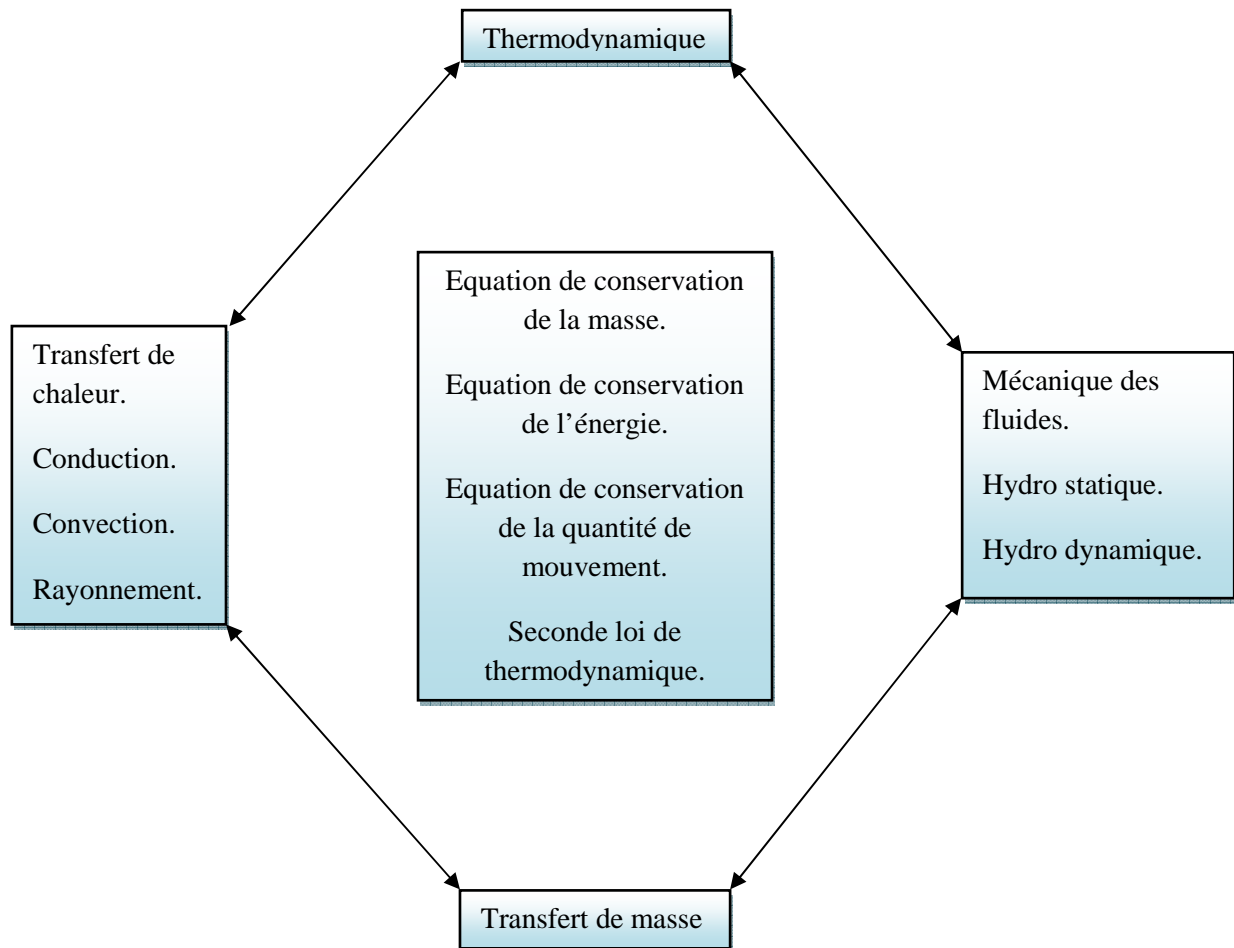 Thermodynamique
Equation de conservation
de la masse.
Equation de conservation
de l’énergie.
Equation de conservation
de la quantité de
mouvement.
Seconde loi de
thermodynamique.
Transfert de
chaleur.
Conduction.
Convection.
Rayonnement.
Mécanique des
fluides.
Hydro statique.
Hydro dynamique.
Transfert de masse